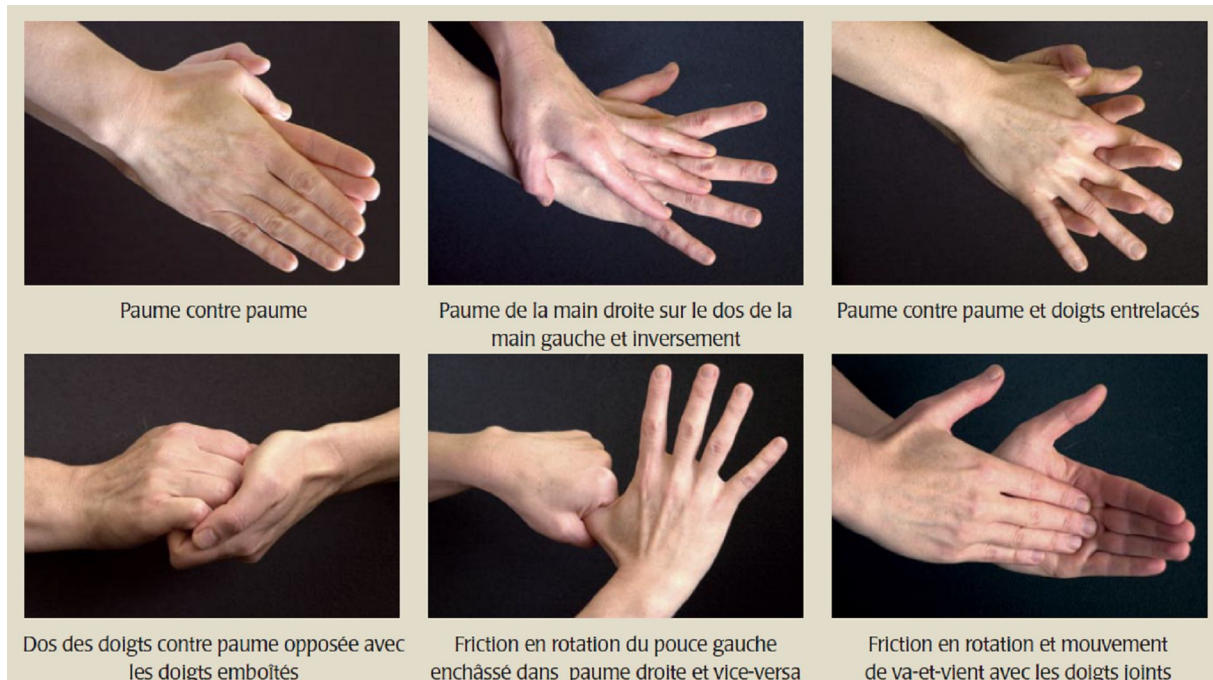 Paume contre paume
Paume de la main droite sur le dos de la
main gauche et inversement
Paume contre paume et doigts entrelacés
Dos des doigts contre paume opposée avec
les doigts emboîtés
Friction en rotation du pouce gauche
enchâssé dans paume droite et vice-versa
Friction en rotation et mouvement
de va-et-vient avec les doigts joints